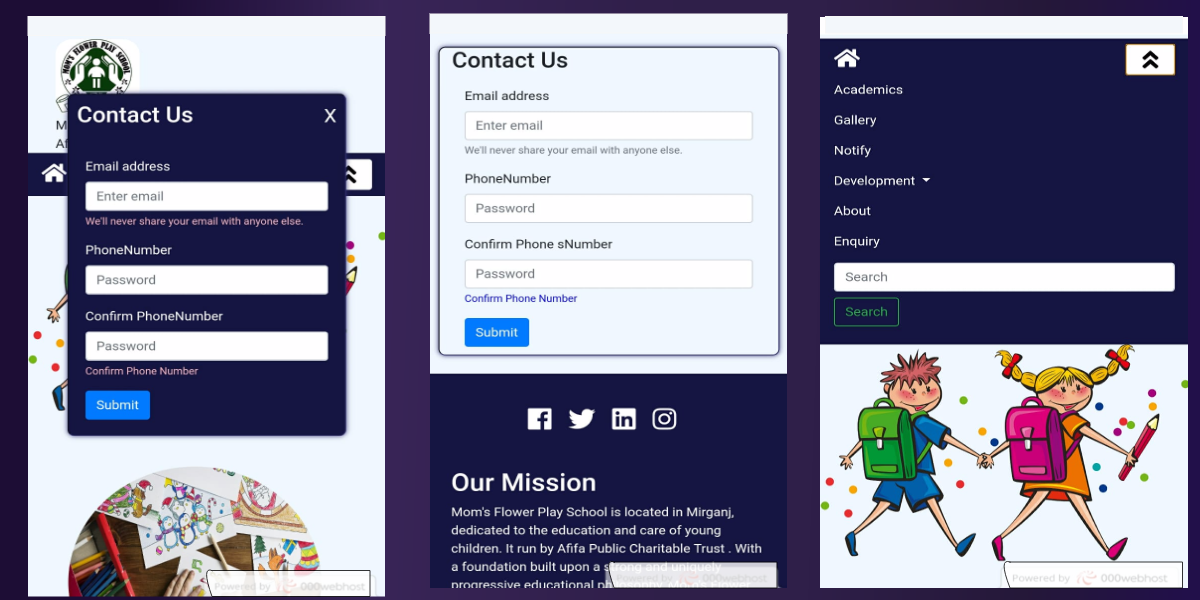 MOM'S FLOWER PLAY SCHOOL
Contact Us
X
M
Af
Email address
Enter email
We'll never share your email with anyone else.
PhoneNumber
Password
Confirm PhoneNumber
Password
Confirm Phone Number
Submit
Powered by 000webhost
Contact Us
Email address
Enter email
We'll never share your email with anyone else.
PhoneNumber
Password
Confirm Phone sNumber
Password
Confirm Phone Number
Submit
Our Mission
Mom's Flower Play School is located in Mirganj,
dedicated to the education and care of young
children. It run by Afifa Public Charitable Trust . With
a foundation built upon a strong and uniquely
progressive educational
Powered by 000webhost
Academics
Gallery
Notify
Development
About
Enquiry
Search
Search
Powered by 000webhost